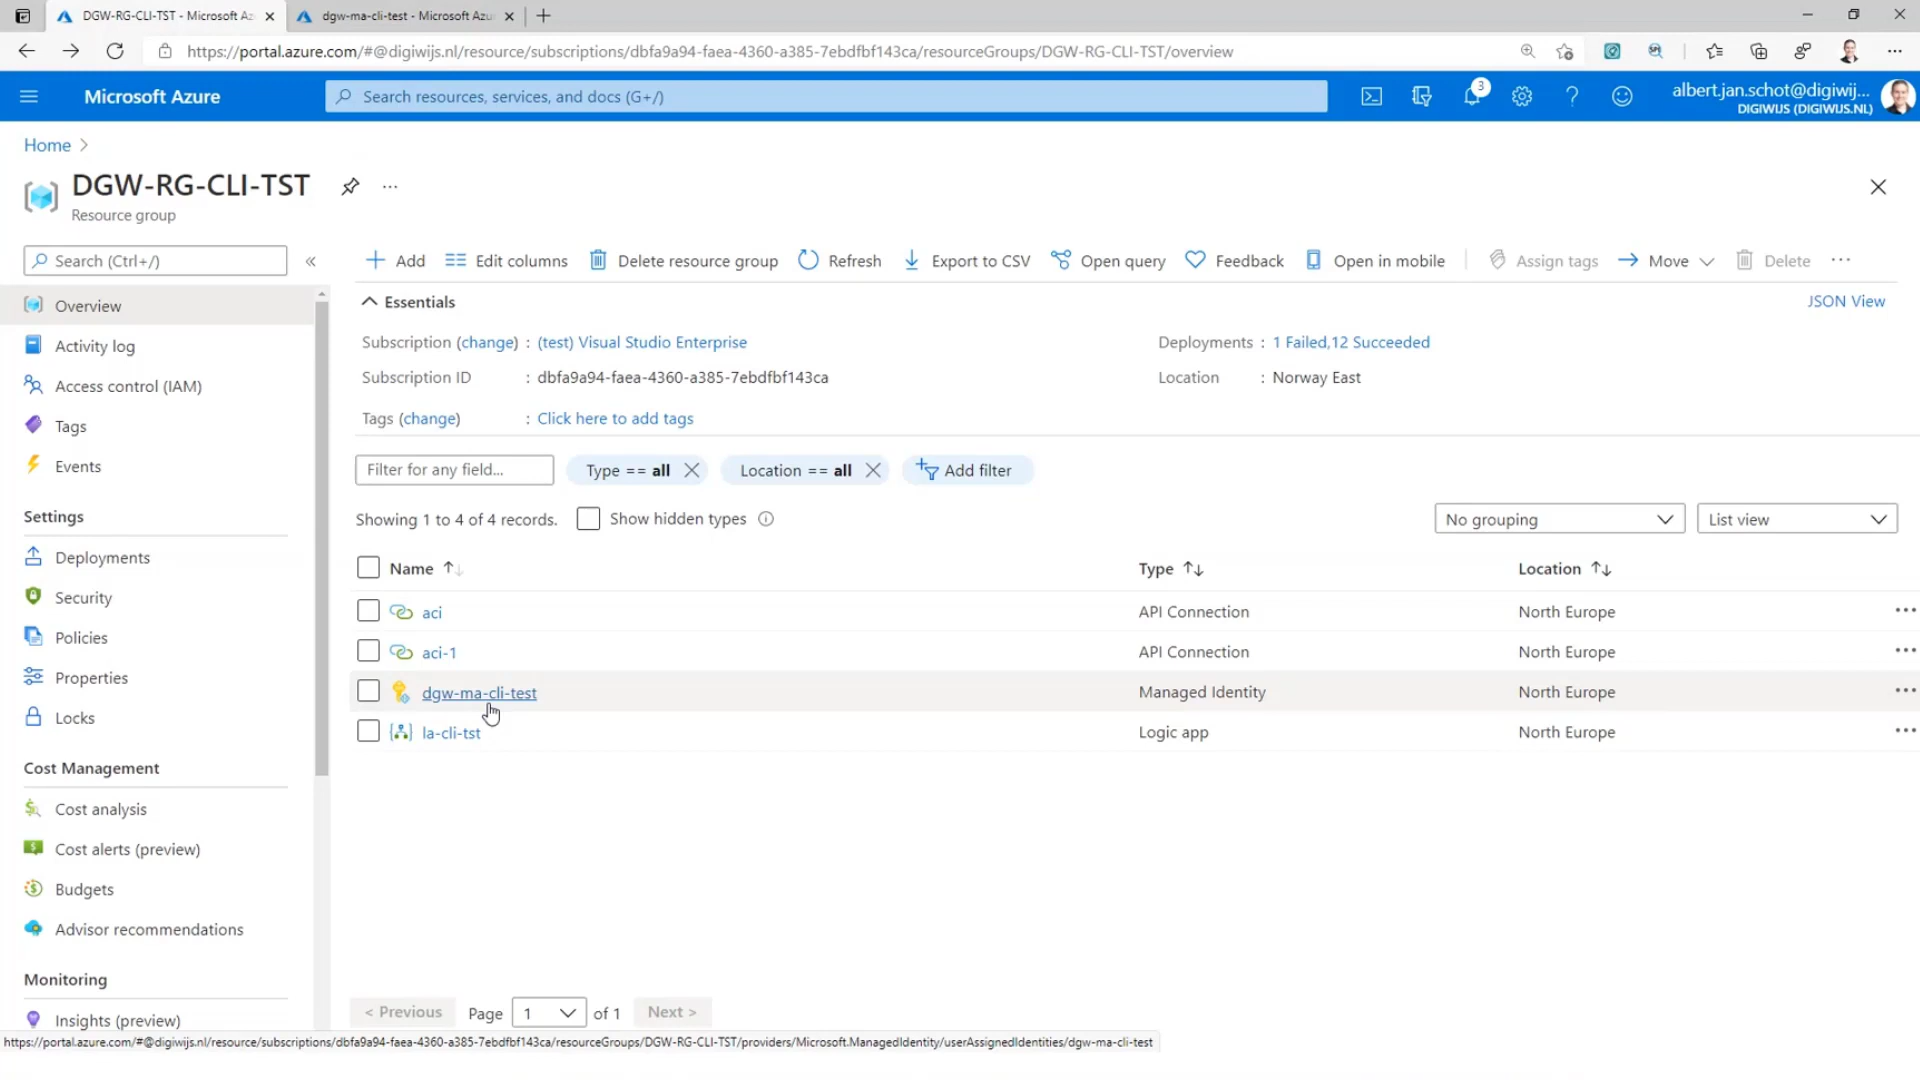 DGW-RG-CLI-TST - Microsoft Az
dgw-ma-cli-test - Microsoft Azu
https://portal.azure.com/#@digiwijs.nl/resource/subscriptions/dbfa9a94-faea-4360-a385-7ebdfbf143ca/resourceGroups/DGW-RG-CLI-TST/overview
Microsoft Azure
Search resources, services, and docs (G+/)
3
albert.jan.schot@digiwij...
DIGIWIJS (DIGIWIJS.NL)
Home
DGW-RG-CLI-TST
Resource group
Search (Ctrl+/)
Add
Edit columns
Delete resource group
Refresh
Export to CSV
Open query
Feedback
Open in mobile
Assign tags
Move
Delete
Overview
Activity log
Access control (IAM)
Tags
Events
Settings
Deployments
Security
Policies
Properties
Locks
Cost Management
Cost analysis
Cost alerts (preview)
Budgets
Advisor recommendations
Monitoring
Insights (preview)
Essentials
JSON View
Subscription (change) : (test) Visual Studio Enterprise
Deployments : 1 Failed,12 Succeeded
Subscription ID : dbfa9a94-faea-4360-a385-7ebdfbf143ca
Location : Norway East
Tags (change) : Click here to add tags
Filter for any field...
Type == all
Location == all
Add filter
Showing 1 to 4 of 4 records.
Show hidden types
No grouping
List view
Name Type Location
aci API Connection North Europe
aci-1 API Connection North Europe
dgw-ma-cli-test Managed Identity North Europe
la-cli-tst Logic app North Europe
< Previous Page 1 of 1 Next >
https://portal.azure.com/#@digiwijs.nl/resource/subscriptions/dbfa9a94-faea-4360-a385-7ebdfbf143ca/resourceGroups/DGW-RG-CLI-TST/providers/Microsoft.ManagedIdentity/userAssignedIdentities/dgw-ma-cli-test